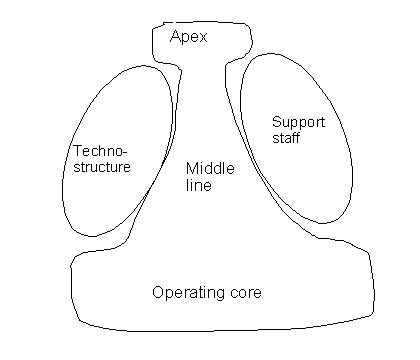 Apex
Techno-
structure
Middle
line
Support
staff
Operating core